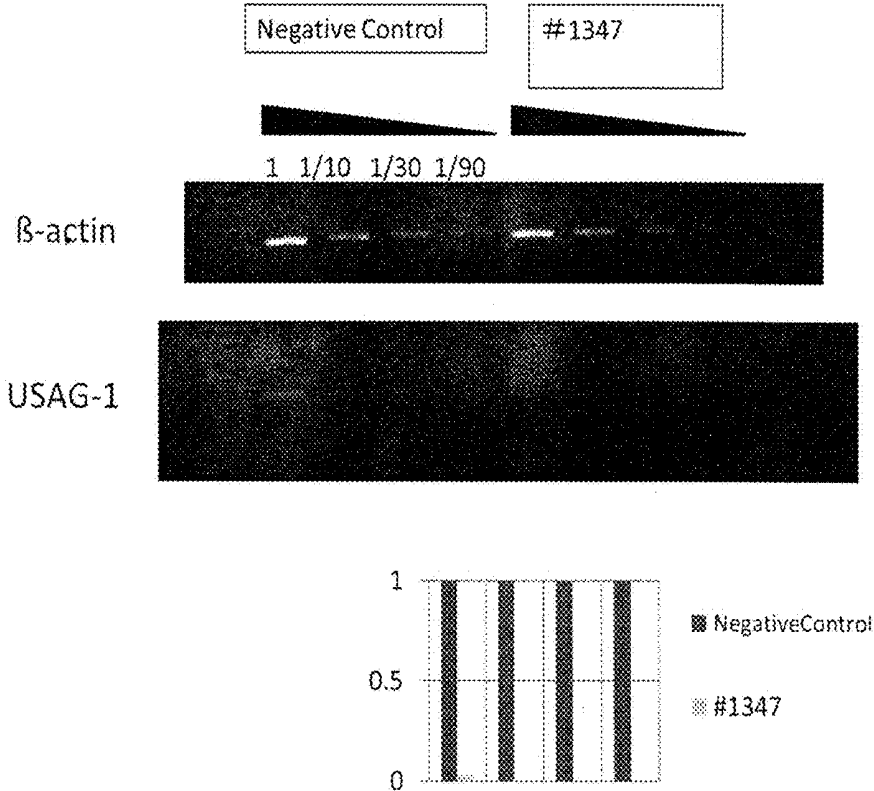 Negative Control
#1347
1 1/10 1/30 1/90
ß-actin
USAG-1
1
0.5
0
NegativeControl
#1347